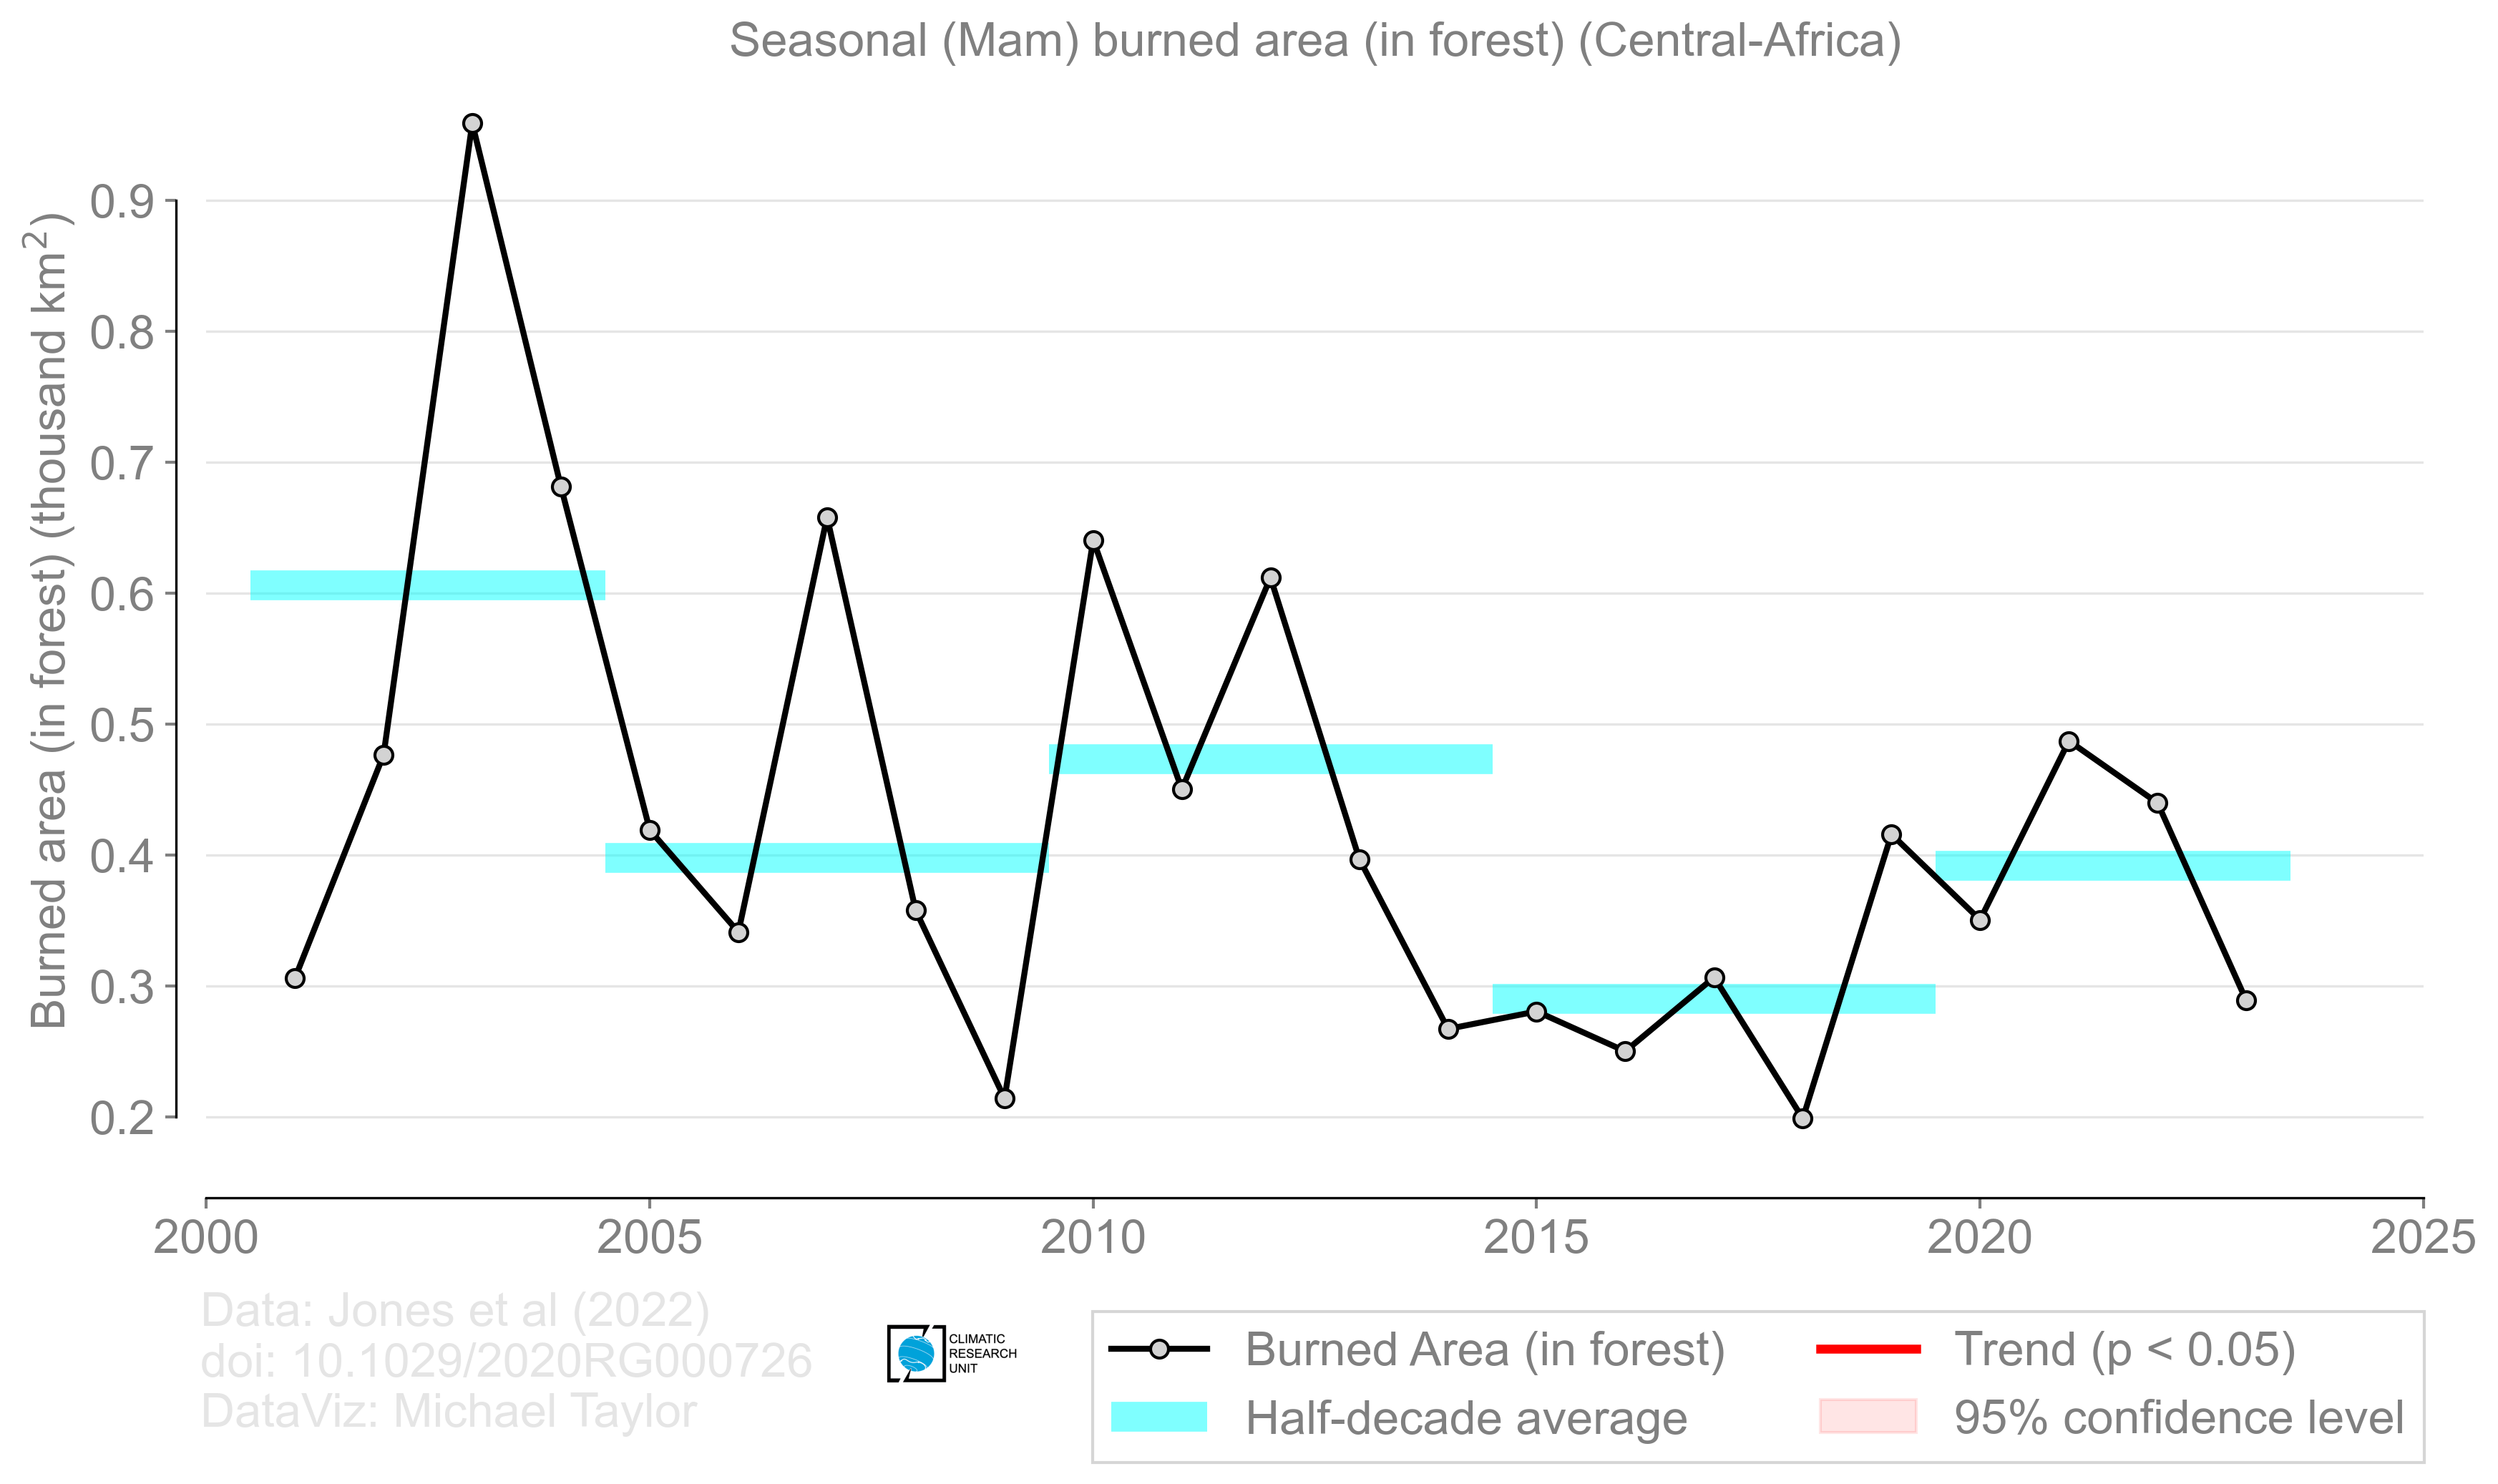 Seasonal (Mam) burned area (in forest) (Central-Africa)
Burned area (in forest) (thousand km²)
0.9
0.8
0.7
0.6
0.5
0.4
0.3
0.2
2000 2005 2010 2015 2020 2025
Data: Jones et al (2022)
doi: 10.1029/2020RG000726
DataViz: Michael Taylor
CLIMATIC
RESEARCH
UNIT
Burned Area (in forest)
Half-decade average
Trend (p < 0.05)
95% confidence level